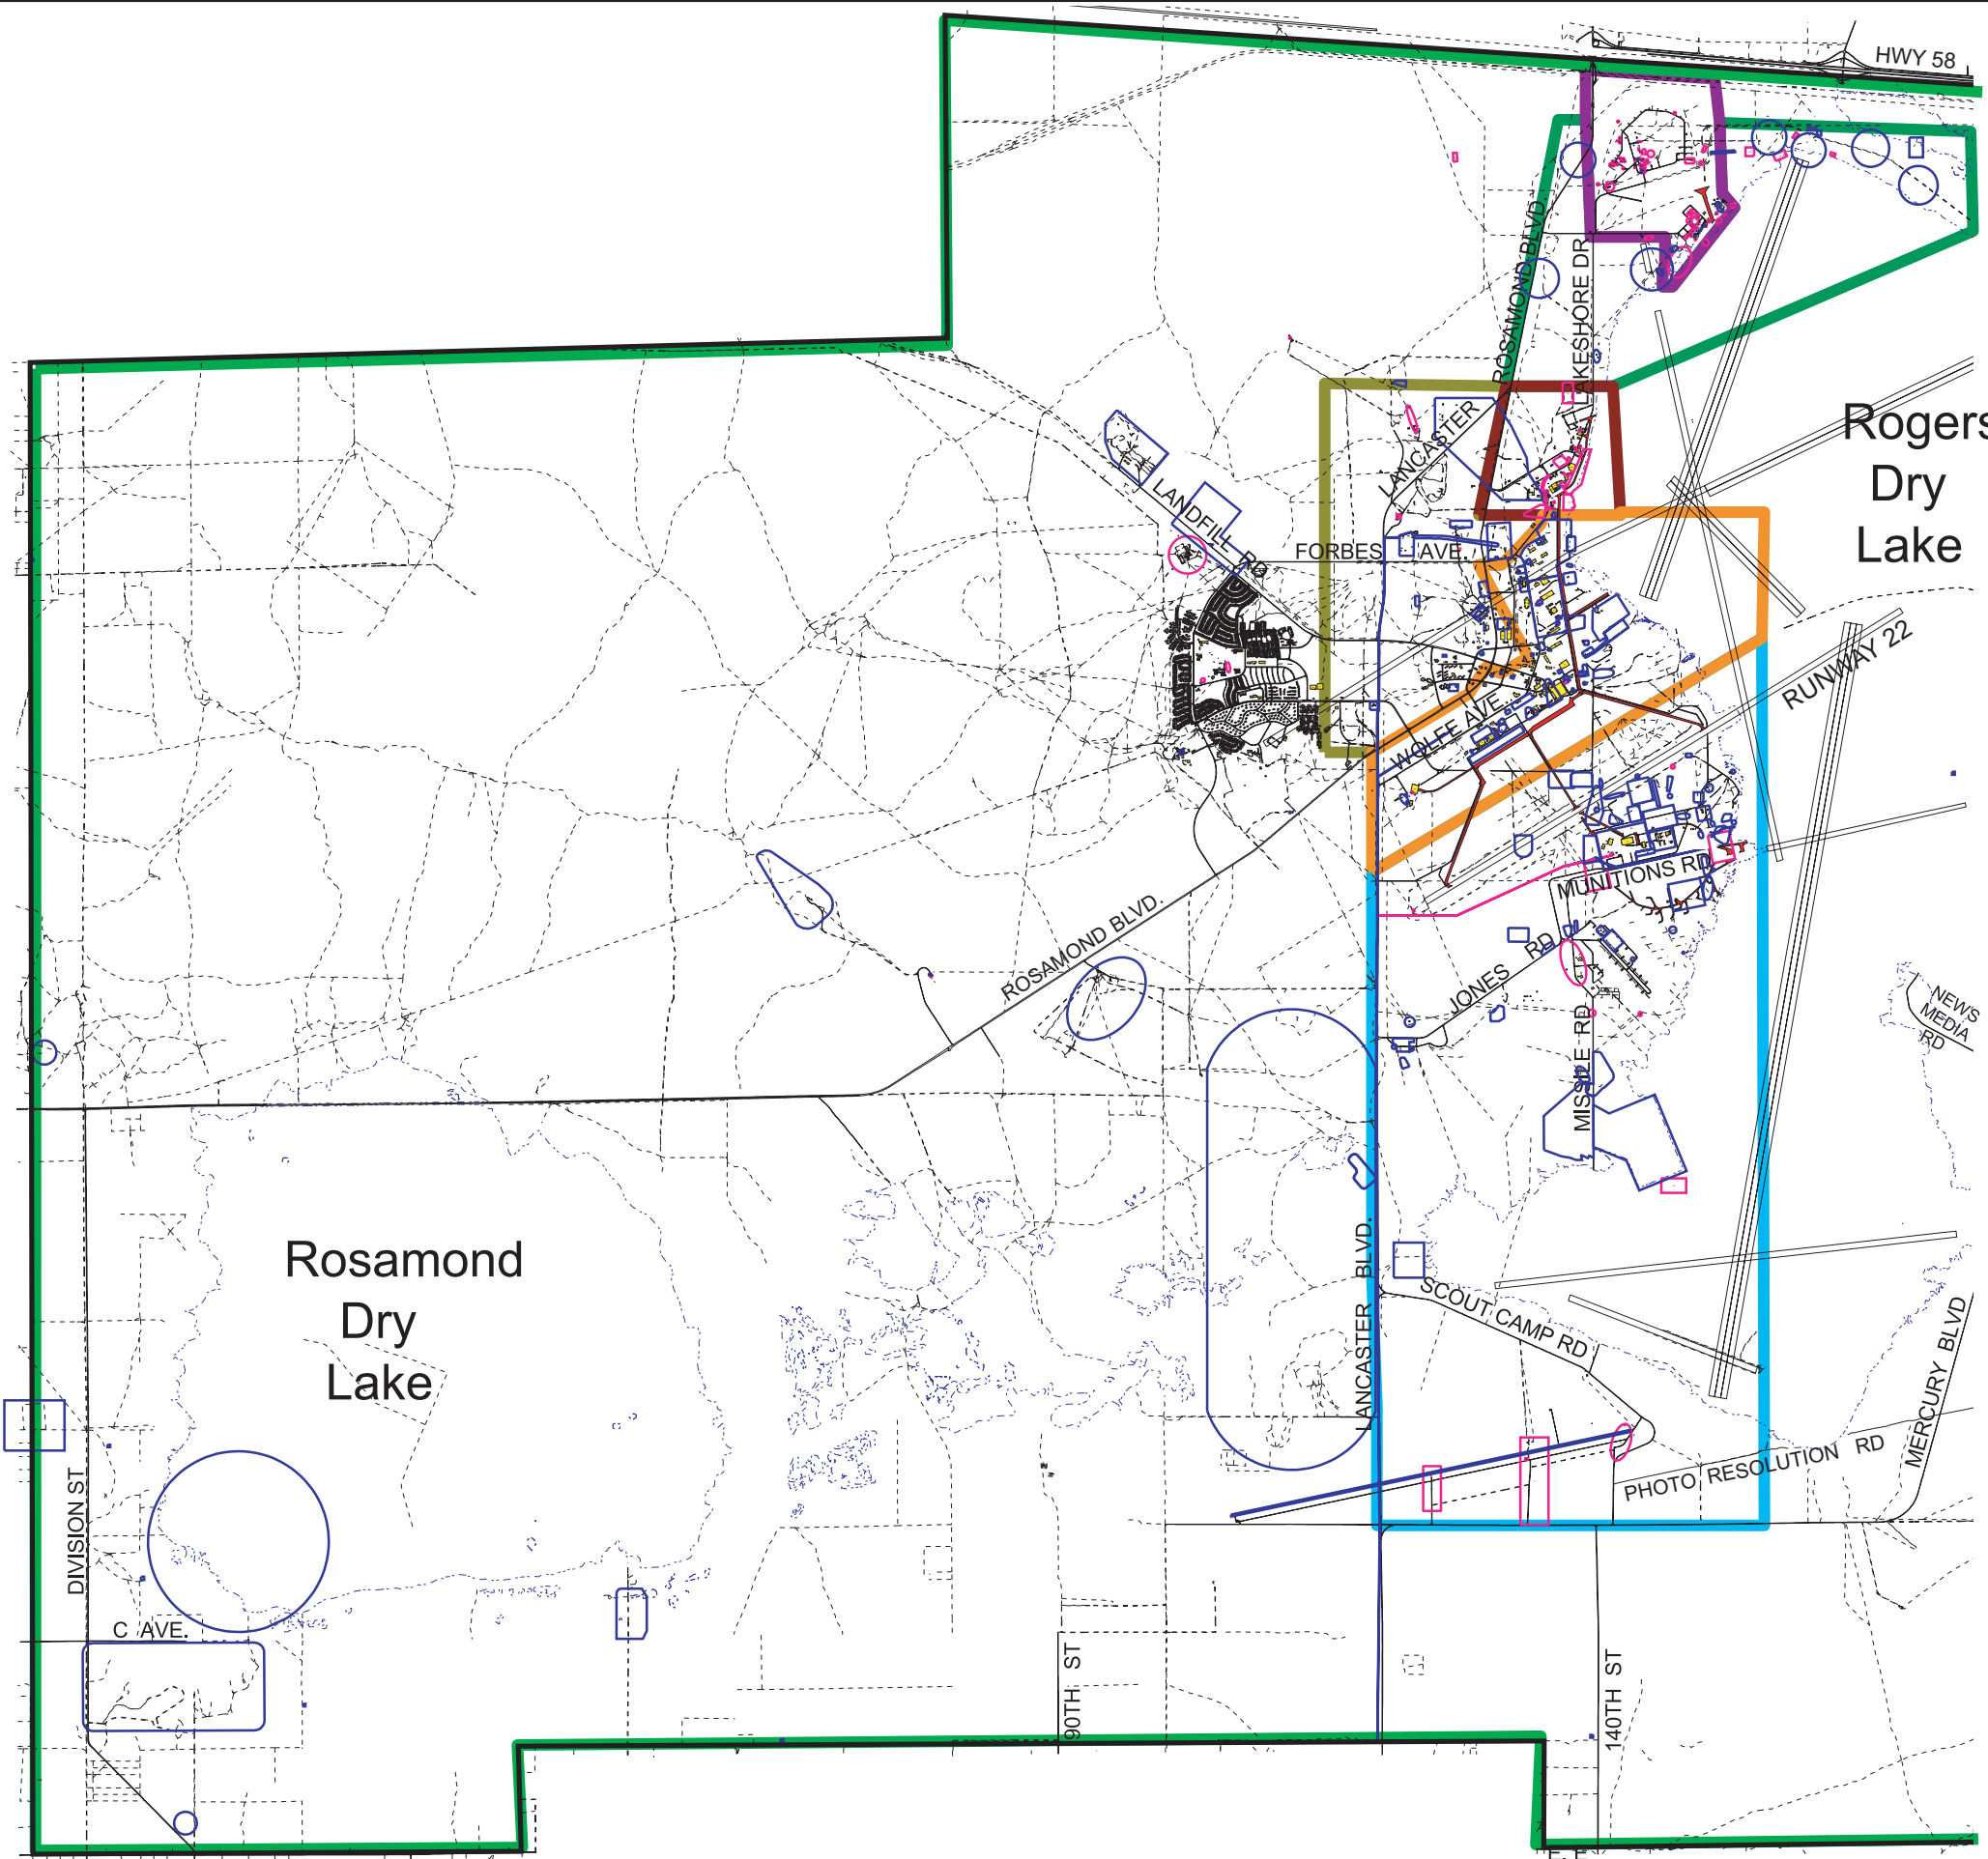 HWY 58
ROSAMOND BLVD.
LAKESHORE DR
Rogers
Dry
Lake
LANCASTER
LANDFILL RD
FORBES AVE.
RUNWAY 22
WOLFE AVE.
MUNITIONS RD
ROSAMOND BLVD.
JONES RD
MISSILE RD
NEWS
MEDIA
RD
Rosamond
Dry
Lake
LANCASTER BLVD.
SCOUT CAMP RD
MERCURY BLVD
PHOTO RESOLUTION RD
DIVISION ST
C AVE.
90TH ST
140TH ST